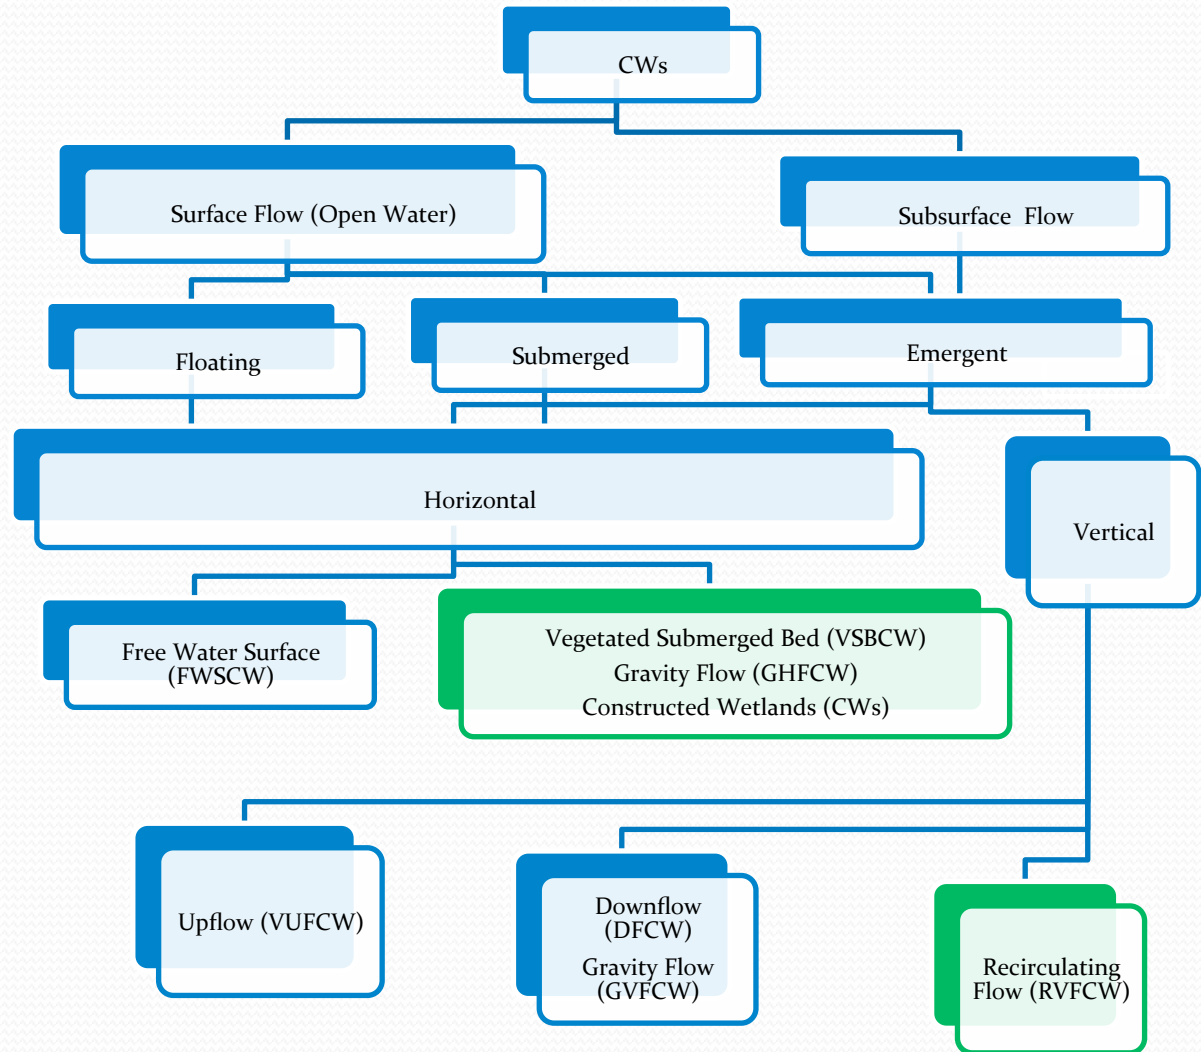 CWs
Surface Flow (Open Water)
Subsurface Flow
Floating
Submerged
Emergent
Horizontal
Vertical
Free Water Surface
(FWSCW)
Vegetated Submerged Bed (VSBCW)
Gravity Flow (GHFCW)
Constructed Wetlands (CWs)
Upflow (VUFCW)
Downflow
(DFCW)
Gravity Flow
(GVFCW)
Recirculating
Flow (RVFCW)